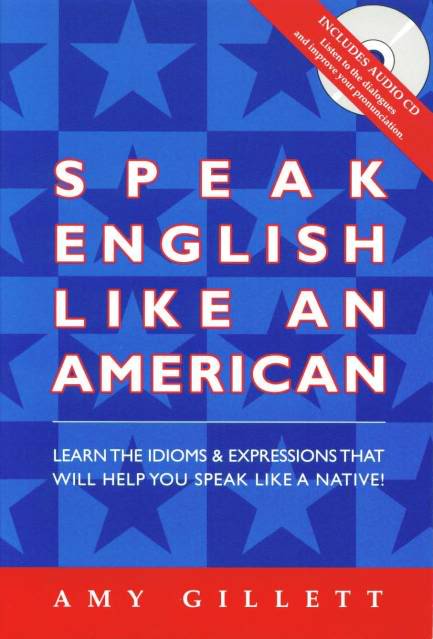 INCLUDES AUDIO CD
Listen to the dialogues
and improve your pronunciation.
SPEAK
ENGLISH
LIKE AN
AMERICAN
LEARN THE IDIOMS & EXPRESSIONS THAT
WILL HELP YOU SPEAK LIKE A NATIVE!
AMY GILLETT